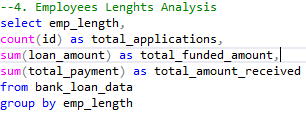 --4. Employees Lenghts Analysis
select emp_length,
count(id) as total_applications,
sum(loan_amount) as total_funded_amount,
sum(total_payment) as total_amount_received
from bank_loan_data
group by emp_length